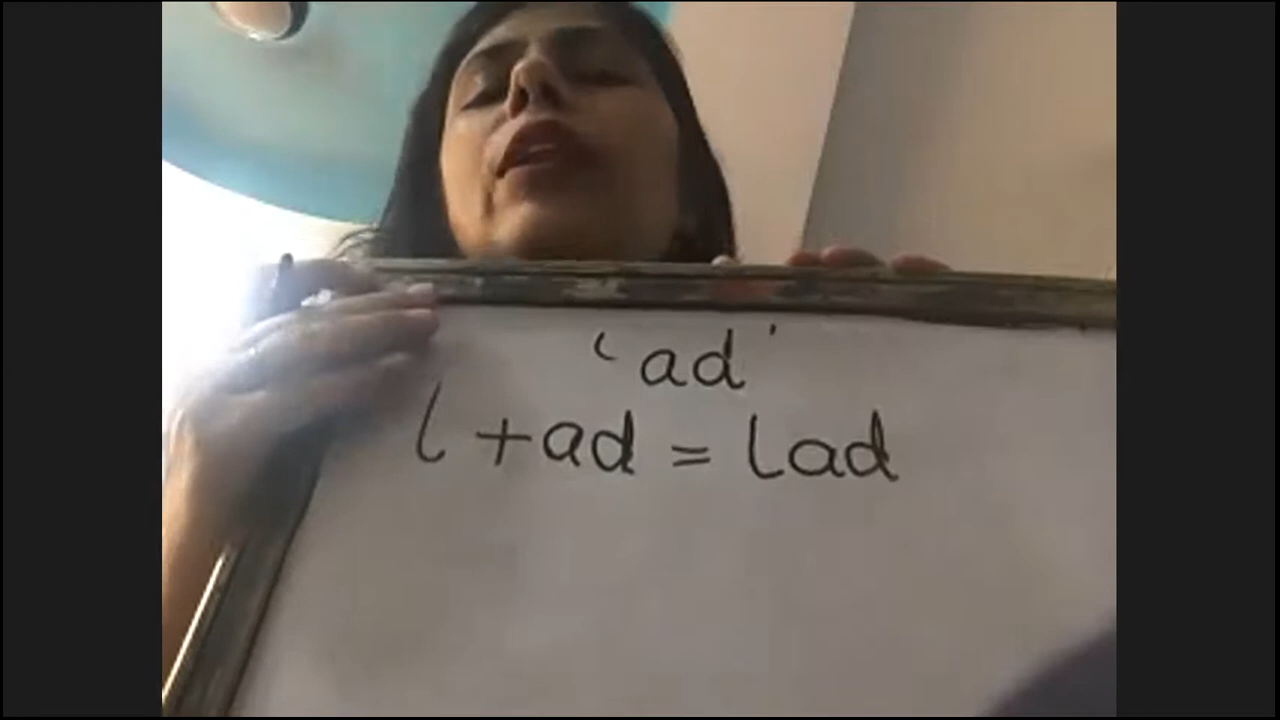 'ad'
l + ad = lad